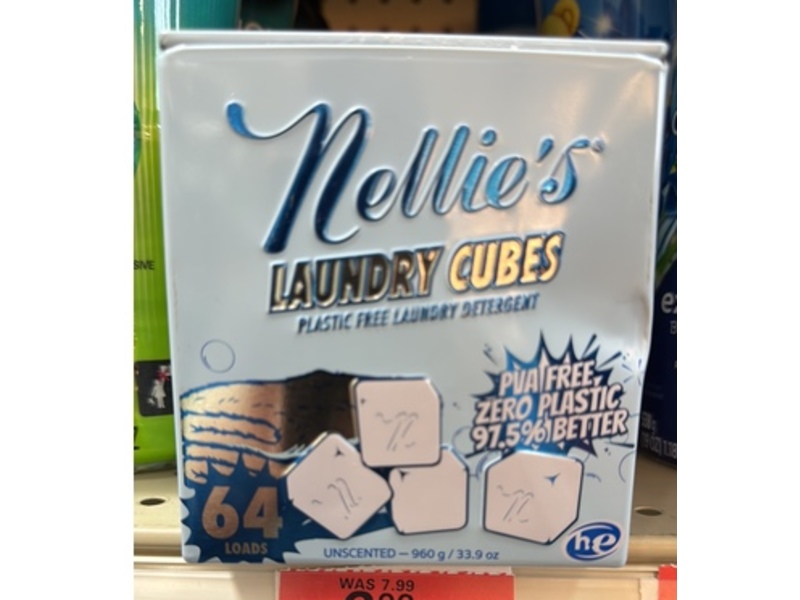 Nellie's
LAUNDRY CUBES
PLASTIC FREE LAUNDRY DETERGENT
PVA FREE,
ZERO PLASTIC
97.5% BETTER
64
LOADS
UNSCENTED — 960 g / 33.9 oz
he
WAS 7.99